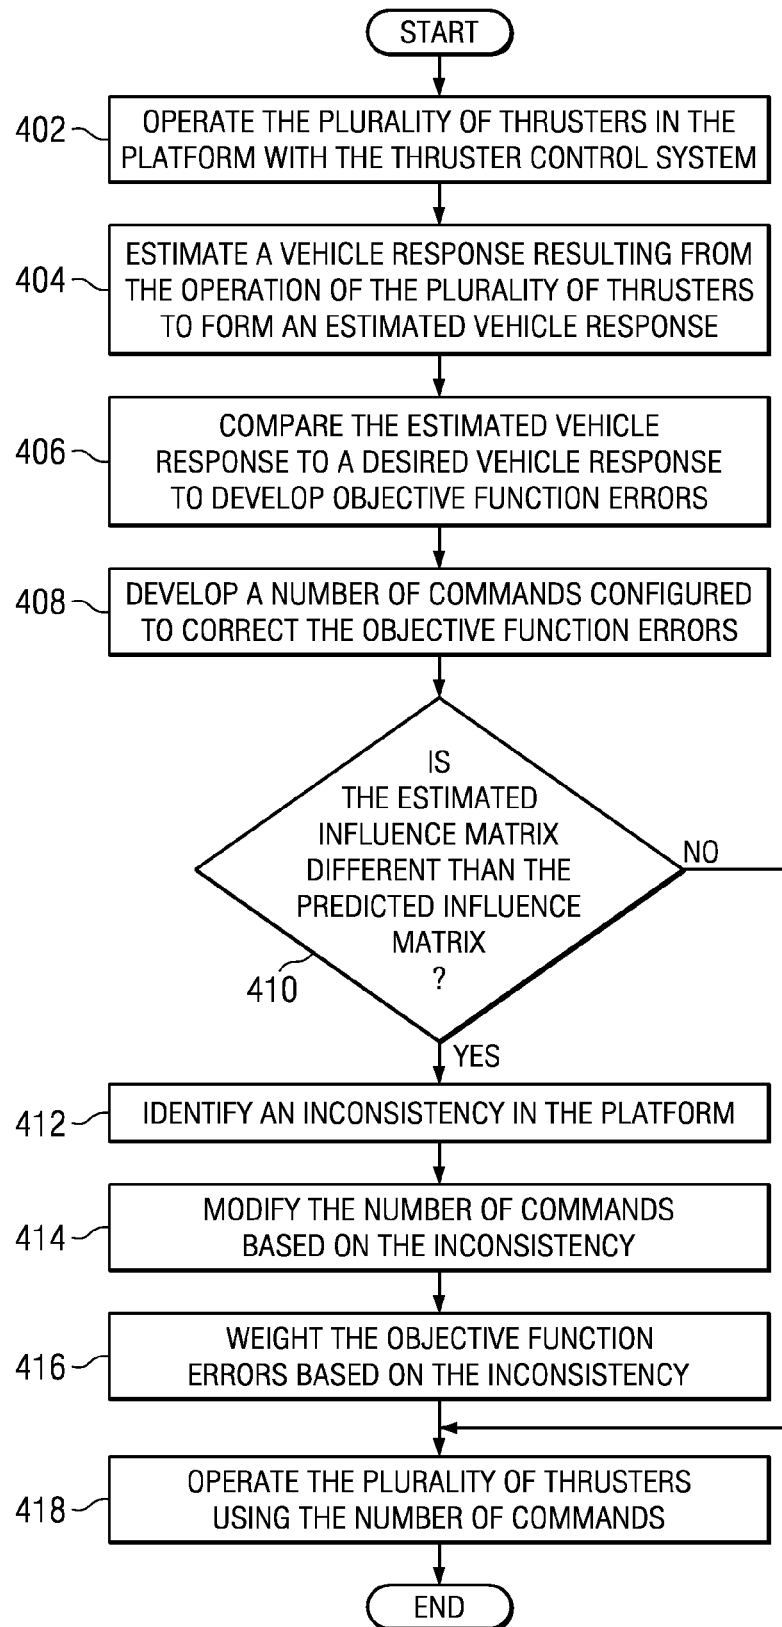 START
402
OPERATE THE PLURALITY OF THRUSTERS IN THE
PLATFORM WITH THE THRUSTER CONTROL SYSTEM
404
ESTIMATE A VEHICLE RESPONSE RESULTING FROM
THE OPERATION OF THE PLURALITY OF THRUSTERS
TO FORM AN ESTIMATED VEHICLE RESPONSE
406
COMPARE THE ESTIMATED VEHICLE
RESPONSE TO A DESIRED VEHICLE RESPONSE
TO DEVELOP OBJECTIVE FUNCTION ERRORS
408
DEVELOP A NUMBER OF COMMANDS CONFIGURED
TO CORRECT THE OBJECTIVE FUNCTION ERRORS
IS
THE ESTIMATED
INFLUENCE MATRIX
DIFFERENT THAN THE
PREDICTED INFLUENCE
MATRIX
?
NO
410
YES
412
IDENTIFY AN INCONSISTENCY IN THE PLATFORM
414
MODIFY THE NUMBER OF COMMANDS
BASED ON THE INCONSISTENCY
416
WEIGHT THE OBJECTIVE FUNCTION
ERRORS BASED ON THE INCONSISTENCY
418
OPERATE THE PLURALITY OF THRUSTERS
USING THE NUMBER OF COMMANDS
END